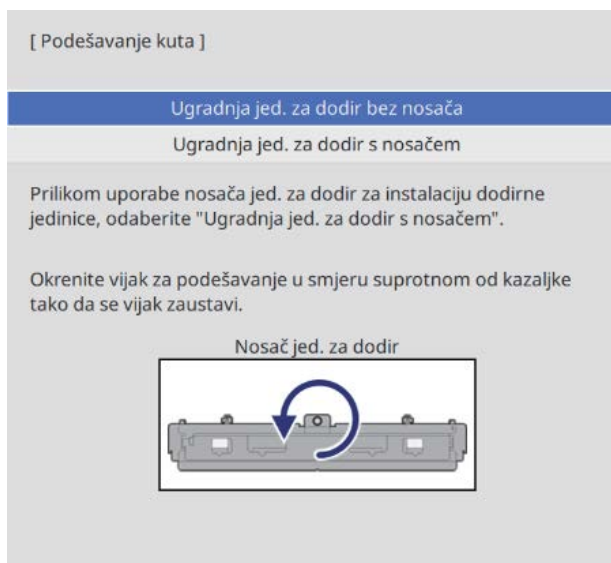 [ Podešavanje kuta ]
Ugradnja jed. za dodir bez nosača
Ugradnja jed. za dodir s nosačem
Prilikom uporabe nosača jed. za dodir za instalaciju dodirne
jedinice, odaberite "Ugradnja jed. za dodir s nosačem".
Okrenite vijak za podešavanje u smjeru suprotnom od kazaljke
tako da se vijak zaustavi.
Nosač jed. za dodir